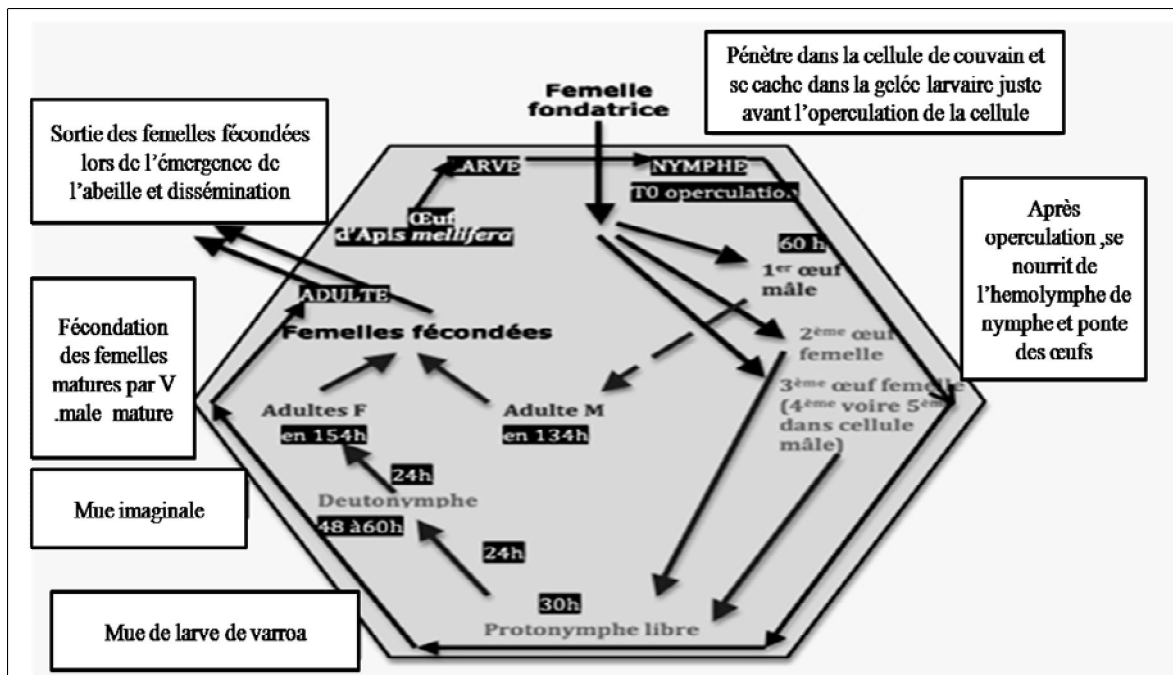 Pénètre dans la cellule de couvain et
se cache dans la gelée larvaire juste
avant l'operculation de la cellule
Femelle
fondatrice
Sortie des femelles fécondées
lors de l'émergence de
l'abeille et dissémination
LARVE
NYMPHE
T0 operculation
Œuf
d'Apis mellifera
Après
operculation ,se
nourrit de
l'hemolymphe de
nymphe et ponte
des œufs
60 h
1er œuf
mâle
ADULTE
Femelles fécondées
2ème œuf
femelle
Fécondation
des femelles
matures par V
.male mature
3ème œuf femelle
(4ème voire 5ème
dans cellule
mâle)
Adultes F
en 154h
Adulte M
en 134h
24h
Deutonymphe
48 à60h
Mue imaginale
24h
30h
Protonymphe libre
Mue de larve de varroa